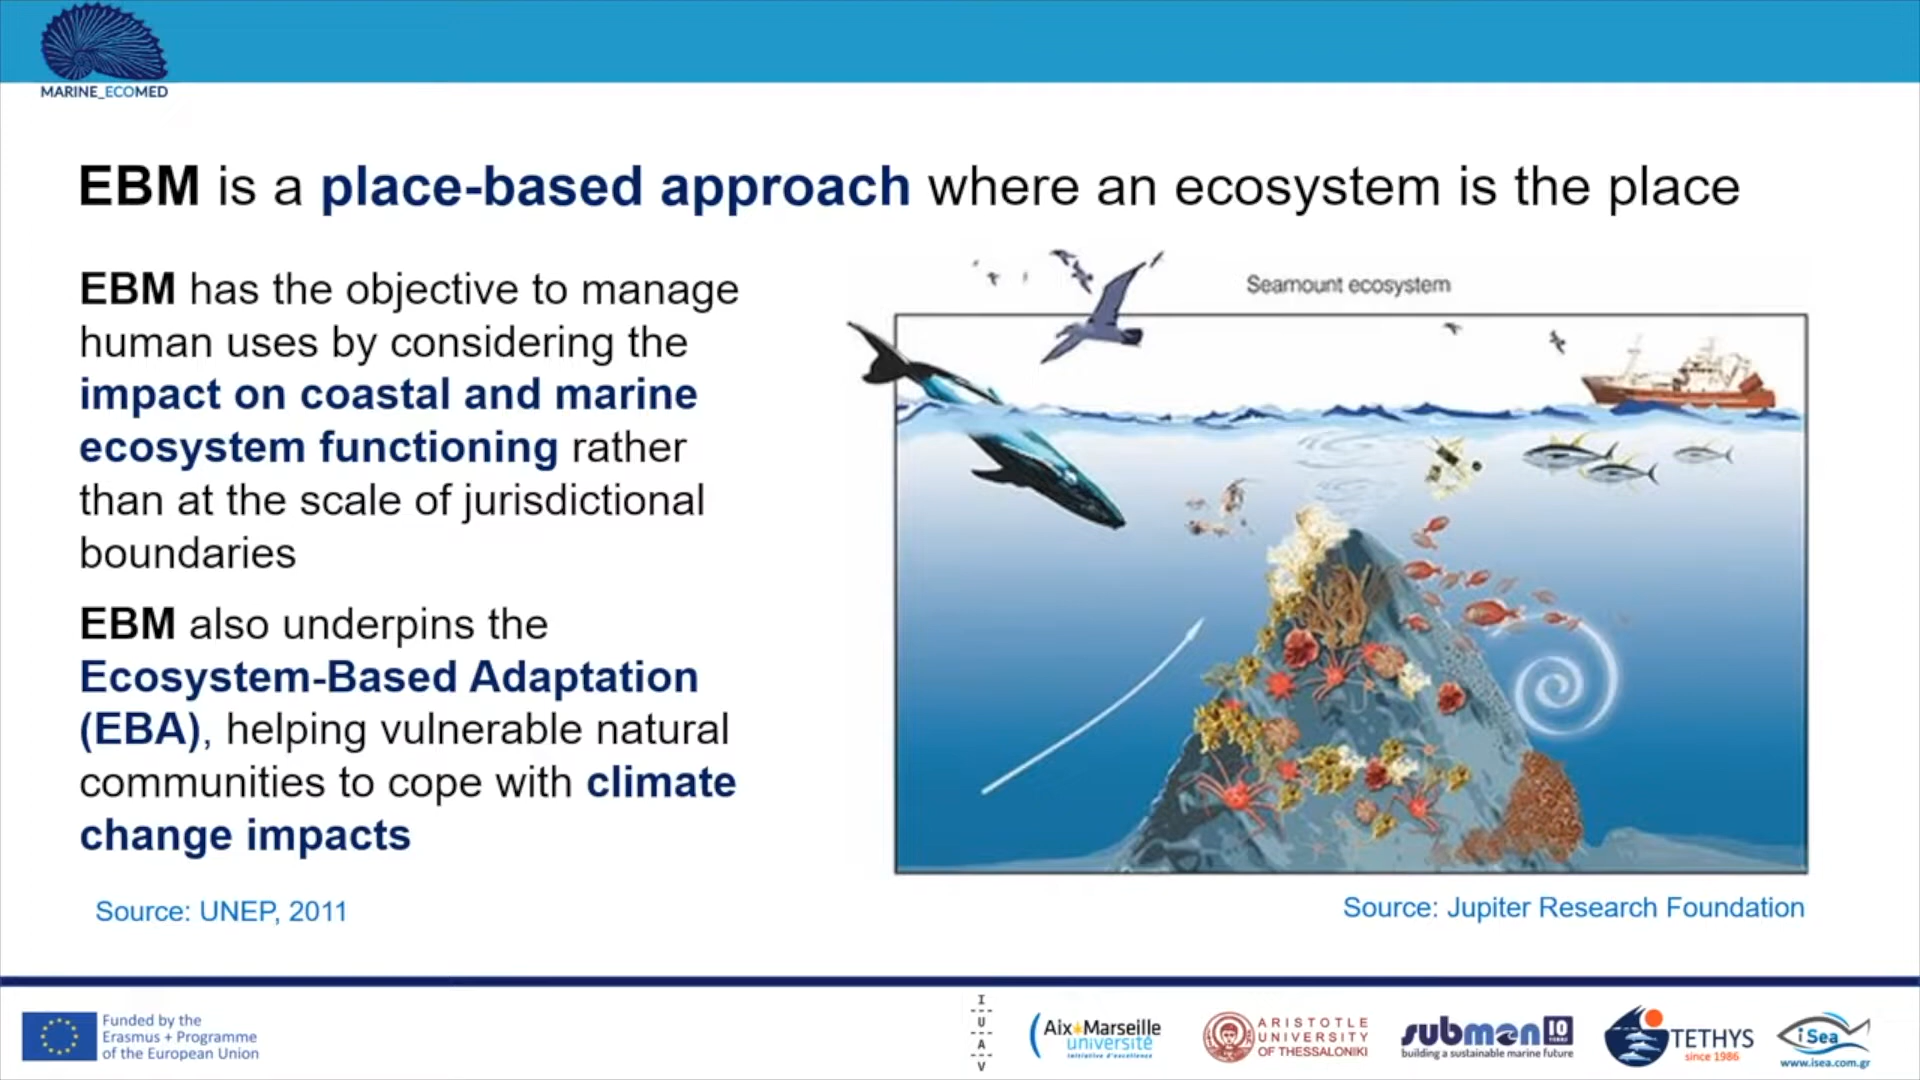 MARINE_ECOMED
EBM is a place-based approach where an ecosystem is the place
EBM has the objective to manage
human uses by considering the
impact on coastal and marine
ecosystem functioning rather
than at the scale of jurisdictional
boundaries
EBM also underpins the
Ecosystem-Based Adaptation
(EBA), helping vulnerable natural
communities to cope with climate
change impacts
Source: UNEP, 2011
Seamount ecosystem
Source: Jupiter Research Foundation
Funded by the
Erasmus + Programme
of the European Union
I
U
A
V
Aix Marseille
université
initiative d'excellence
ARISTOTLE
UNIVERSITY
OF THESSALONIKI
submon 10
building a sustainable marine future
TETHYS
since 1986
iSea
www.isea.com.gr